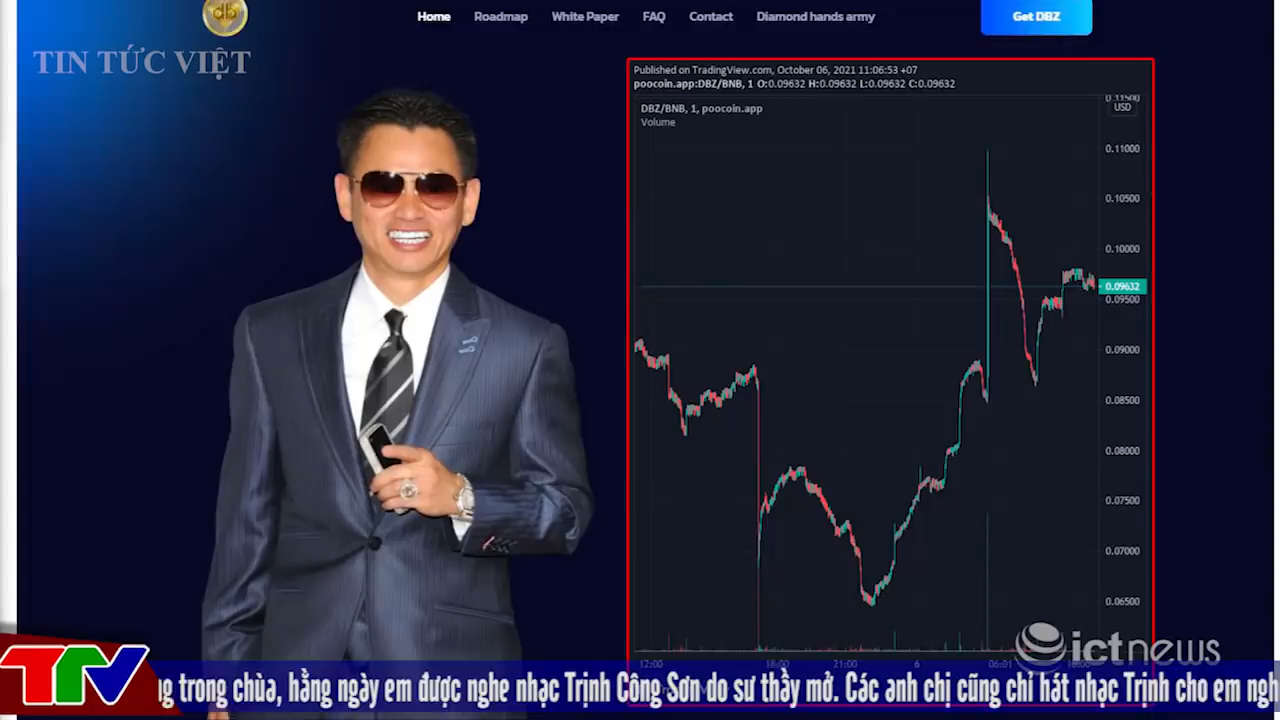 Home Roadmap White Paper FAQ Contact Diamond hands army Get DBZ
TIN TỨC VIỆT
Published on TradingView.com, October 06, 2021 11:06:53 +07
poocoin.app:DBZ/BNB, 1 O:0.09632 H:0.09632 L:0.09632 C:0.09632
DBZ/BNB, 1, poocoin.app
Volume
USD
0.11000
0.10500
0.10000
0.09632
0.09500
0.09000
0.08500
0.08000
0.07500
0.07000
0.06500
12:00 18:00 21:00 6 06:01
ictnews
TTV
trong chùa, hằng ngày em được nghe nhạc Trịnh Công Sơn do sư thầy mở. Các anh chị cũng chỉ hát nhạc Trịnh cho em